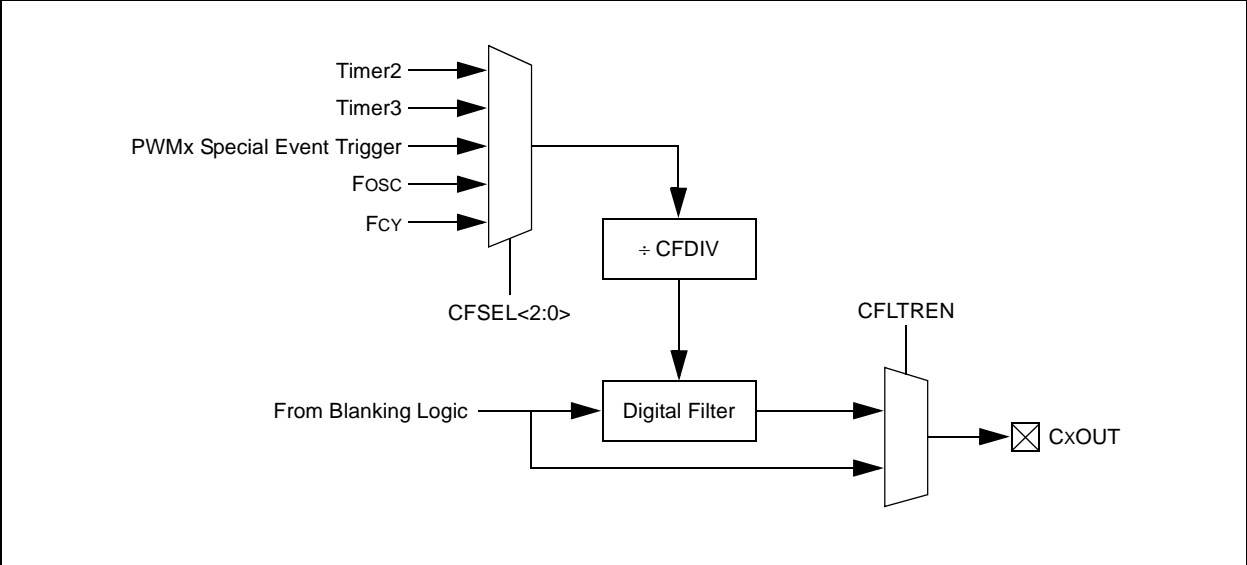 Timer2
Timer3
PWMx Special Event Trigger
FOSC
FCY
÷ CFDIV
CFSEL<2:0>
CFLTREN
From Blanking Logic
Digital Filter
CXOUT